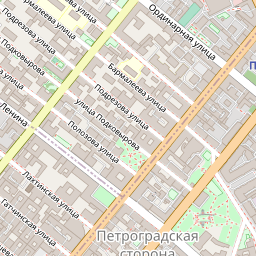 Подрезова улица
Бармалеева улица
Ординарная улица
Подковырова
Бармалеева улица
Подрезова улица
улица Подковырова
Полозова улица
Ленина
Лахтинская улица
Гатчинская улица
Петроградская
сторона